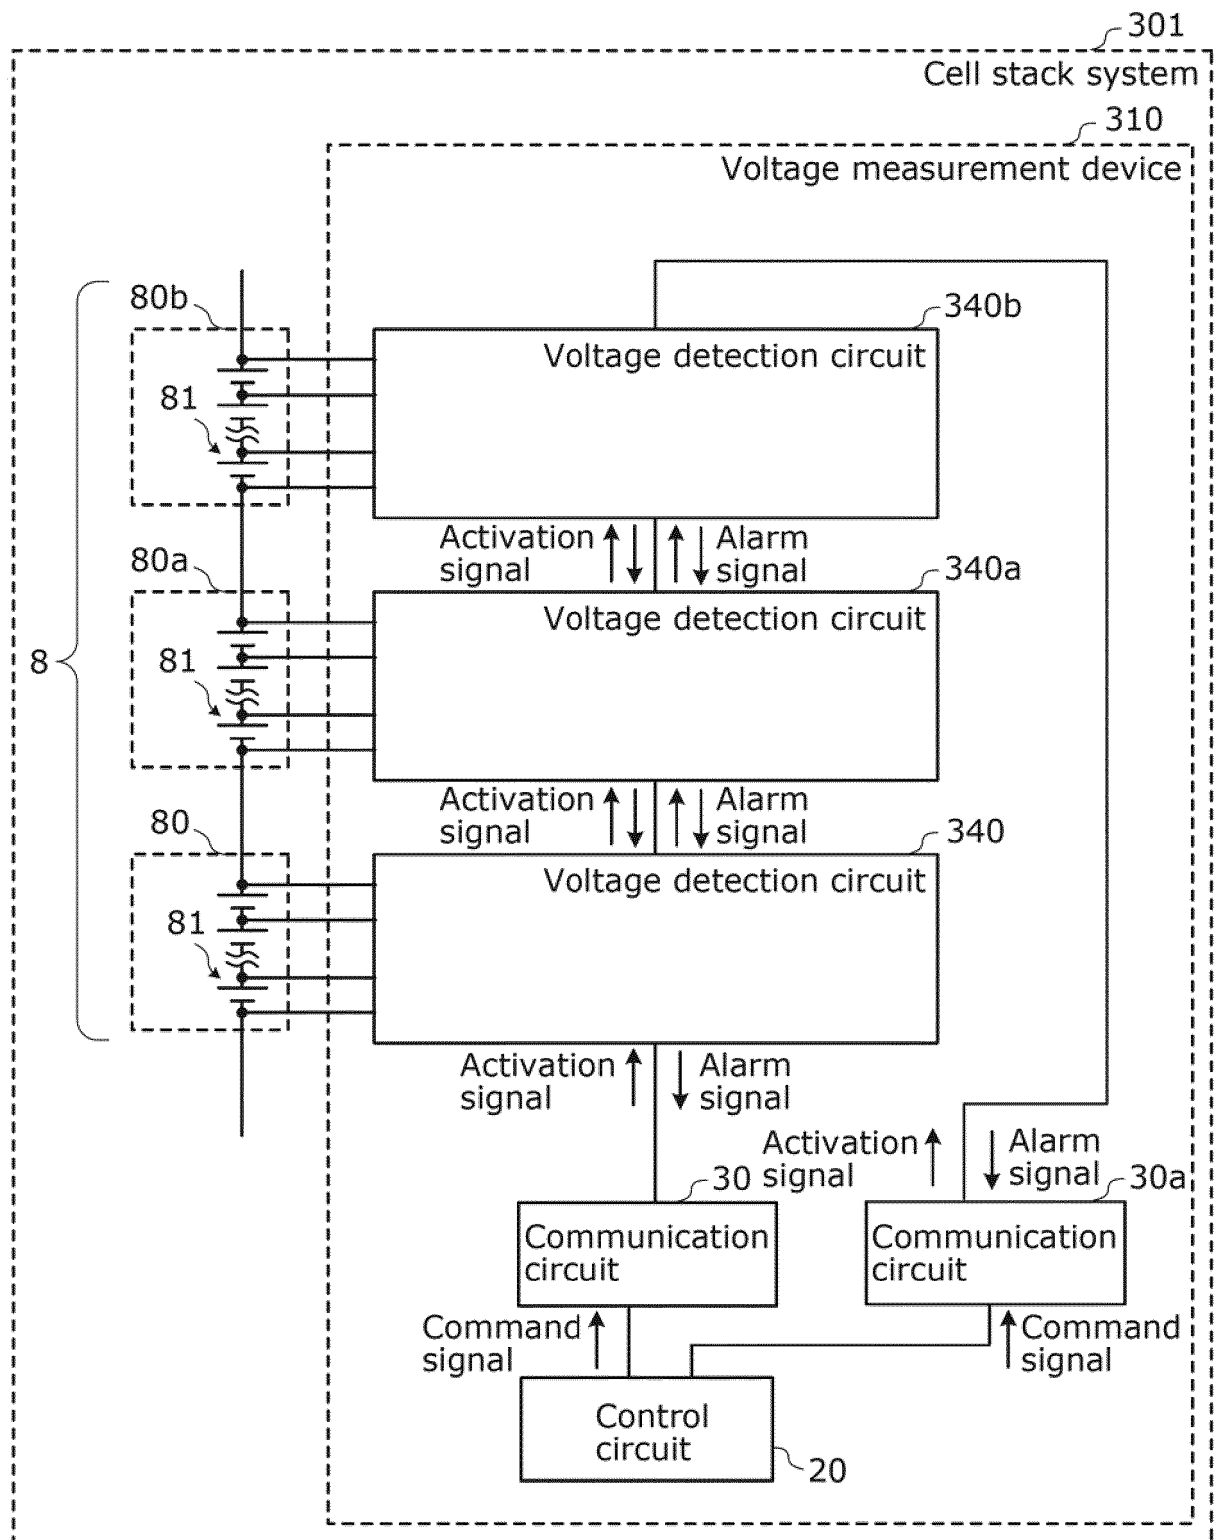 301
Cell stack system
310
Voltage measurement device
80b
340b
Voltage detection circuit
81
Activation
signal
Alarm
signal
80a
340a
Voltage detection circuit
8
81
Activation
signal
Alarm
signal
80
340
Voltage detection circuit
81
Activation
signal
Alarm
signal
Activation
signal
Alarm
signal
30
30a
Communication
circuit
Communication
circuit
Command
signal
Command
signal
Control
circuit
20